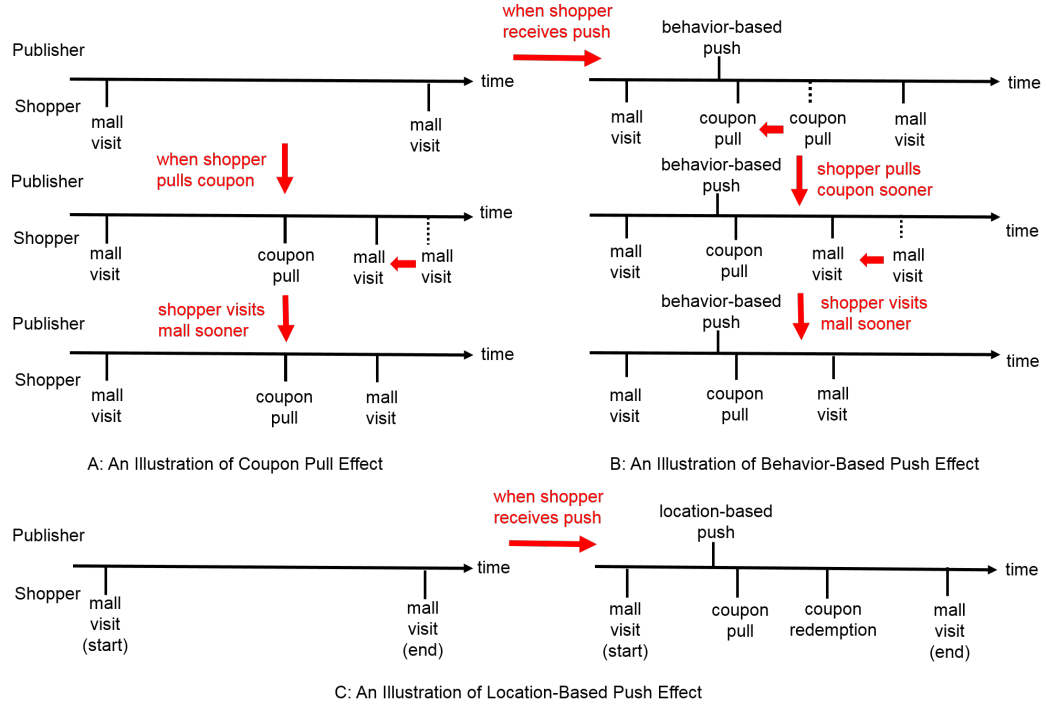 Publisher
time
Shopper
mall
visit
mall
visit
when shopper
pulls coupon
Publisher
time
Shopper
mall
visit
coupon
pull
mall
visit
mall
visit
shopper visits
mall sooner
Publisher
time
Shopper
mall
visit
coupon
pull
mall
visit
A: An Illustration of Coupon Pull Effect
when shopper
receives push
behavior-based
push
time
mall
visit
coupon
pull
coupon
pull
mall
visit
behavior-based
push
shopper pulls
coupon sooner
time
mall
visit
coupon
pull
mall
visit
mall
visit
behavior-based
push
shopper visits
mall sooner
time
mall
visit
coupon
pull
mall
visit
B: An Illustration of Behavior-Based Push Effect
Publisher
time
Shopper
mall
visit
(start)
mall
visit
(end)
when shopper
receives push
location-based
push
time
mall
visit
(start)
coupon
pull
coupon
redemption
mall
visit
(end)
C: An Illustration of Location-Based Push Effect